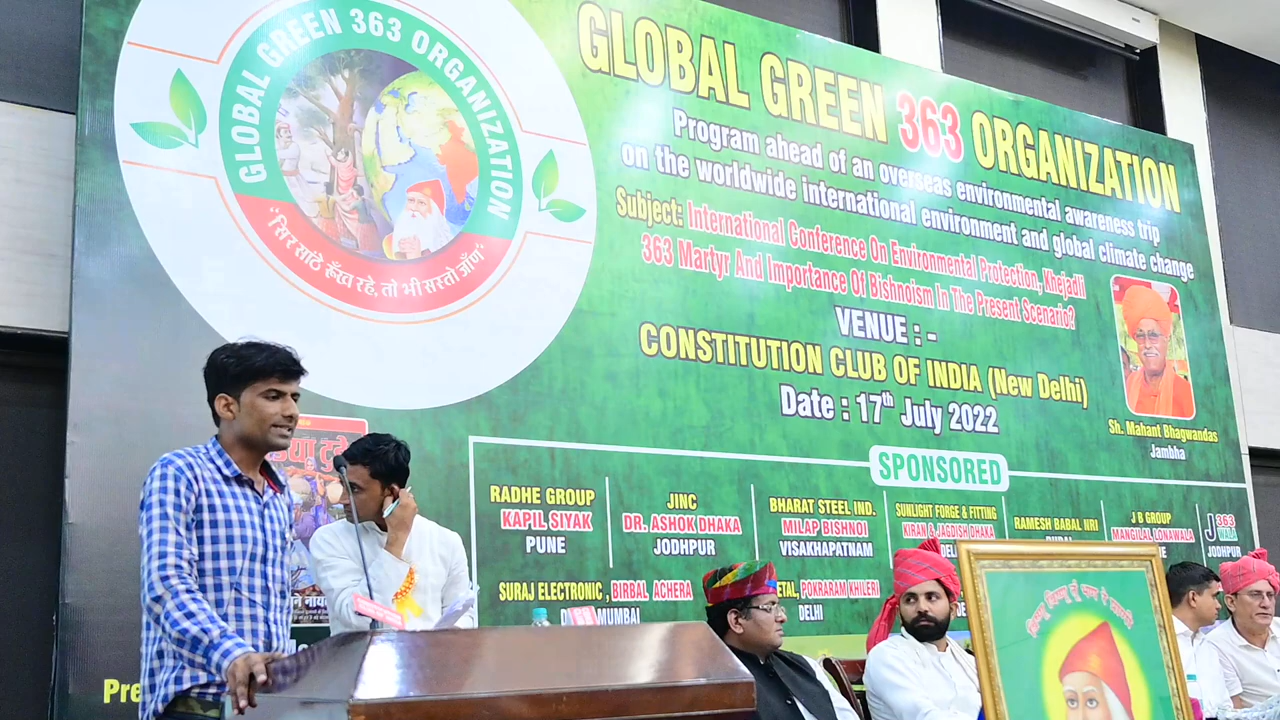 GLOBAL GREEN 363 ORGANIZATION
"सिर सांठे रूँख रहे, तो भी सस्तो जाँण"
GLOBAL GREEN 363 ORGANIZATION
Program ahead of an overseas environmental awareness trip
on the worldwide international environment and global climate change
Subject: International Conference On Environmental Protection, Khejadli
363 Martyr And Importance Of Bishnoism In The Present Scenario?
VENUE : -
CONSTITUTION CLUB OF INDIA (New Delhi)
Date : 17th July 2022
Sh. Mahant Bhagwandas
Jambha
SPONSORED
RADHE GROUP
KAPIL SIYAK
PUNE
JINC
DR. ASHOK DHAKA
JODHPUR
BHARAT STEEL IND.
MILAP BISHNOI
VISAKHAPATNAM
SUNLIGHT FORGE & FITTING
KIRAN & JAGDISH DHAKA
RAMESH BABAL NRI
J B GROUP
MANGILAL LONAWALA
J 363
WALA
JODHPUR
SURAJ ELECTRONIC, BIRBAL ACHERA
MUMBAI
POKRARAM KHILERI
DELHI